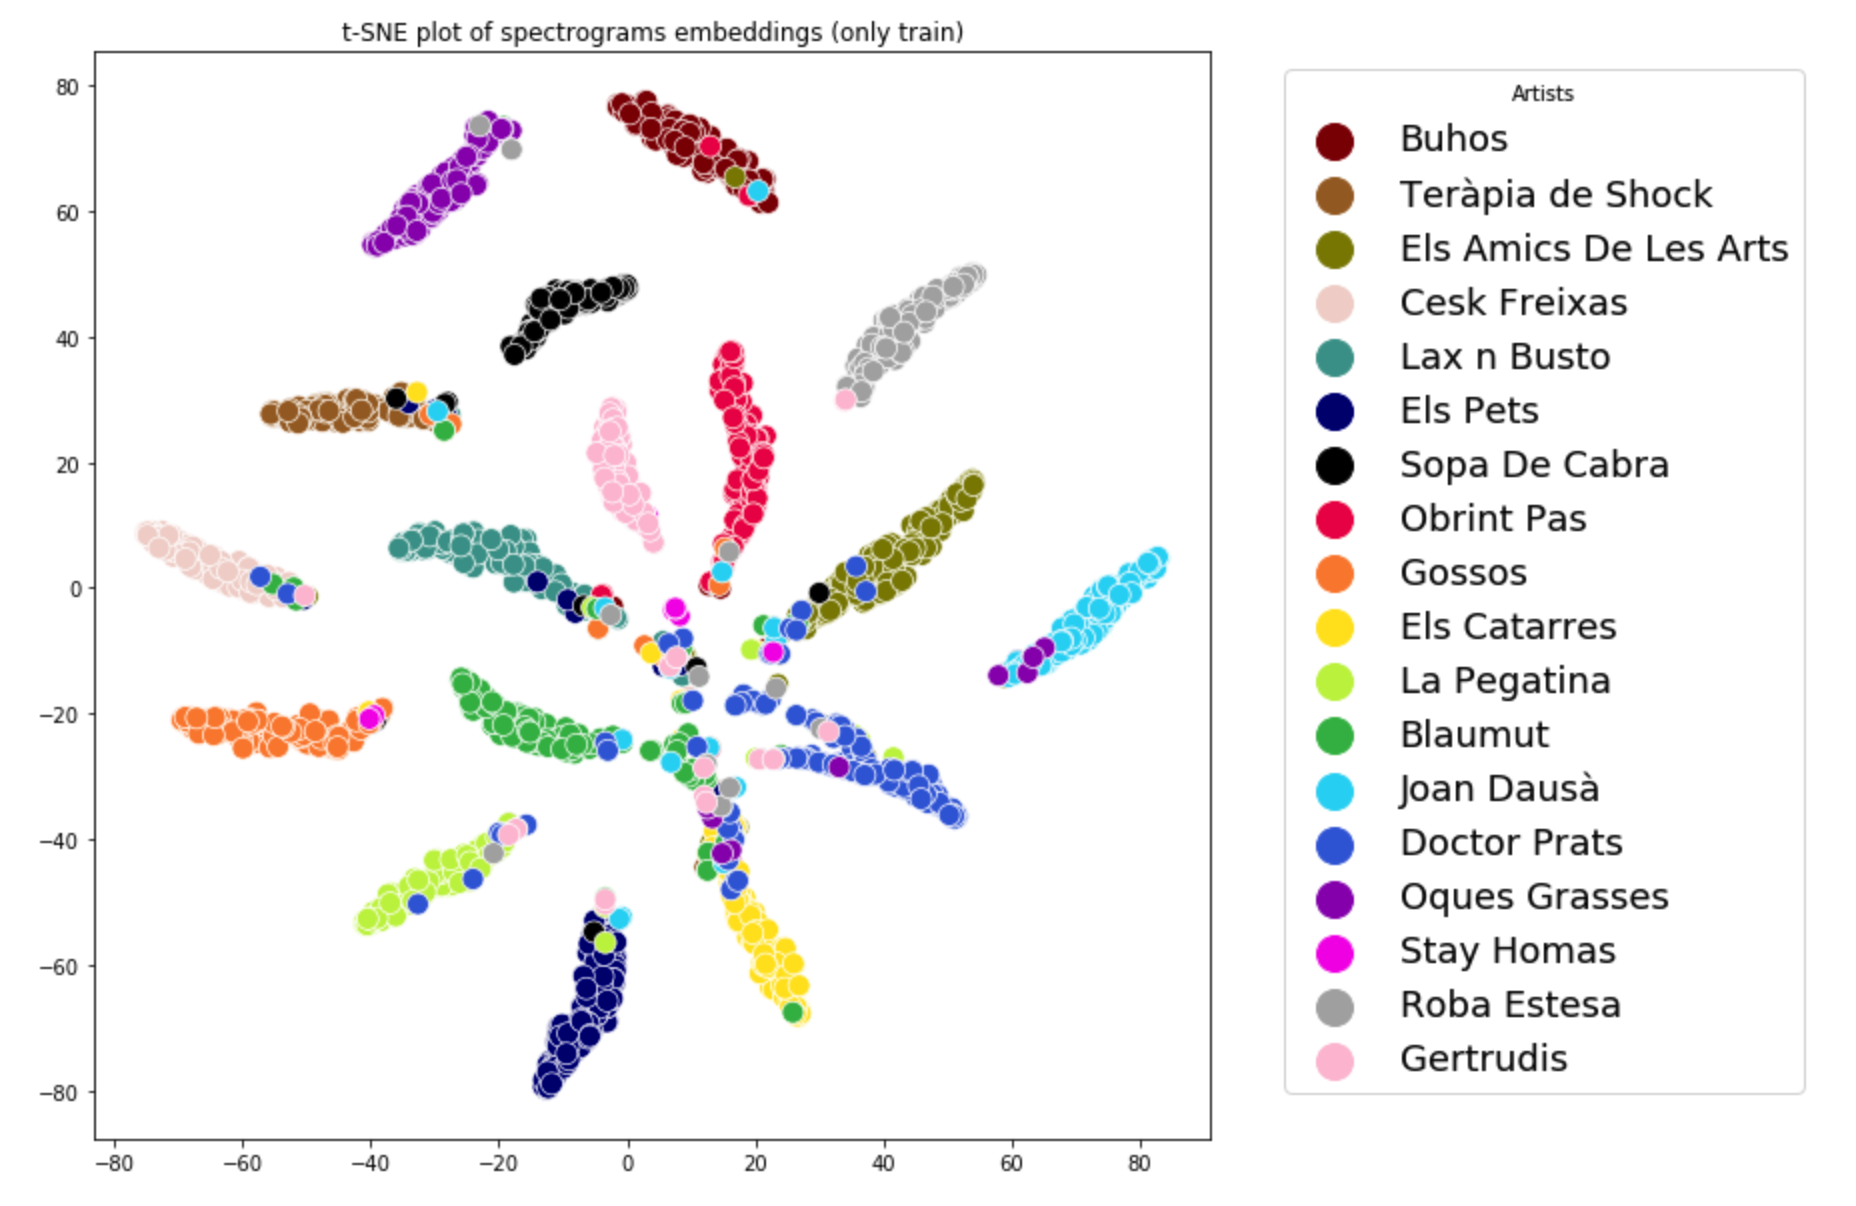 t-SNE plot of spectrograms embeddings (only train)
80
60
40
20
0
−20
−40
−60
−80
−80 −60 −40 −20 0 20 40 60 80
Artists
Buhos
Teràpia de Shock
Els Amics De Les Arts
Cesk Freixas
Lax n Busto
Els Pets
Sopa De Cabra
Obrint Pas
Gossos
Els Catarres
La Pegatina
Blaumut
Joan Dausà
Doctor Prats
Oques Grasses
Stay Homas
Roba Estesa
Gertrudis